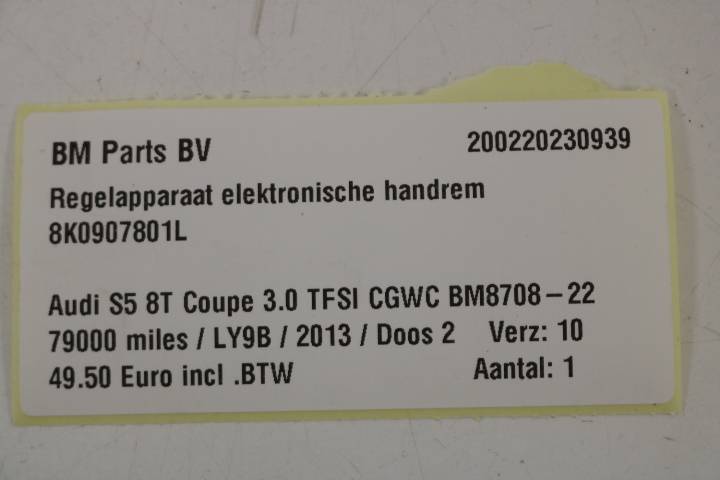 BM Parts BV 200220230939
Regelapparaat elektronische handrem
8K0907801L
Audi S5 8T Coupe 3.0 TFSI CGWC BM8708-22
79000 miles / LY9B / 2013 / Doos 2 Verz: 10
49.50 Euro incl .BTW Aantal: 1